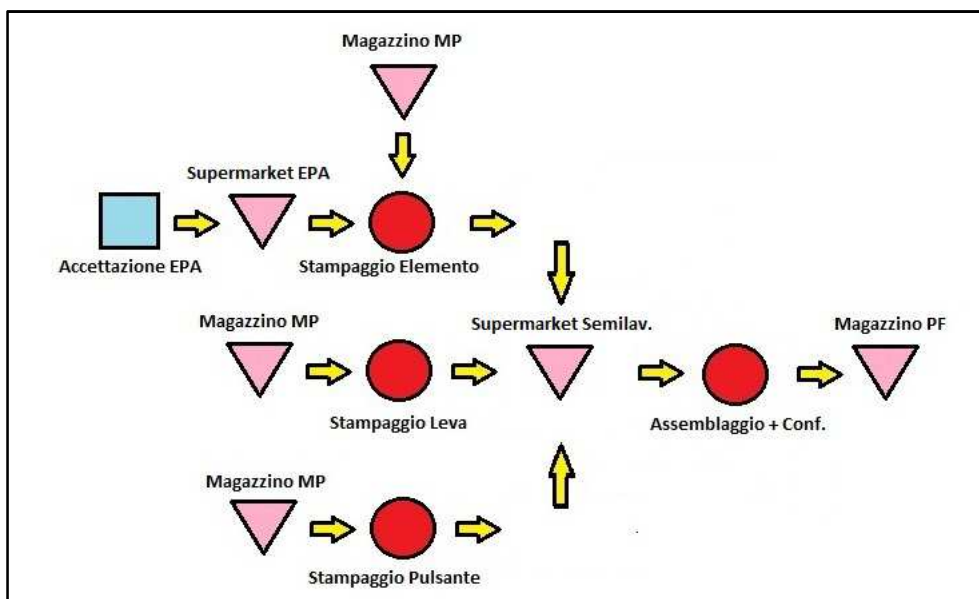 Magazzino MP
Supermarket EPA
Accettazione EPA
Stampaggio Elemento
Magazzino MP
Supermarket Semilav.
Magazzino PF
Stampaggio Leva
Assemblaggio + Conf.
Magazzino MP
Stampaggio Pulsante